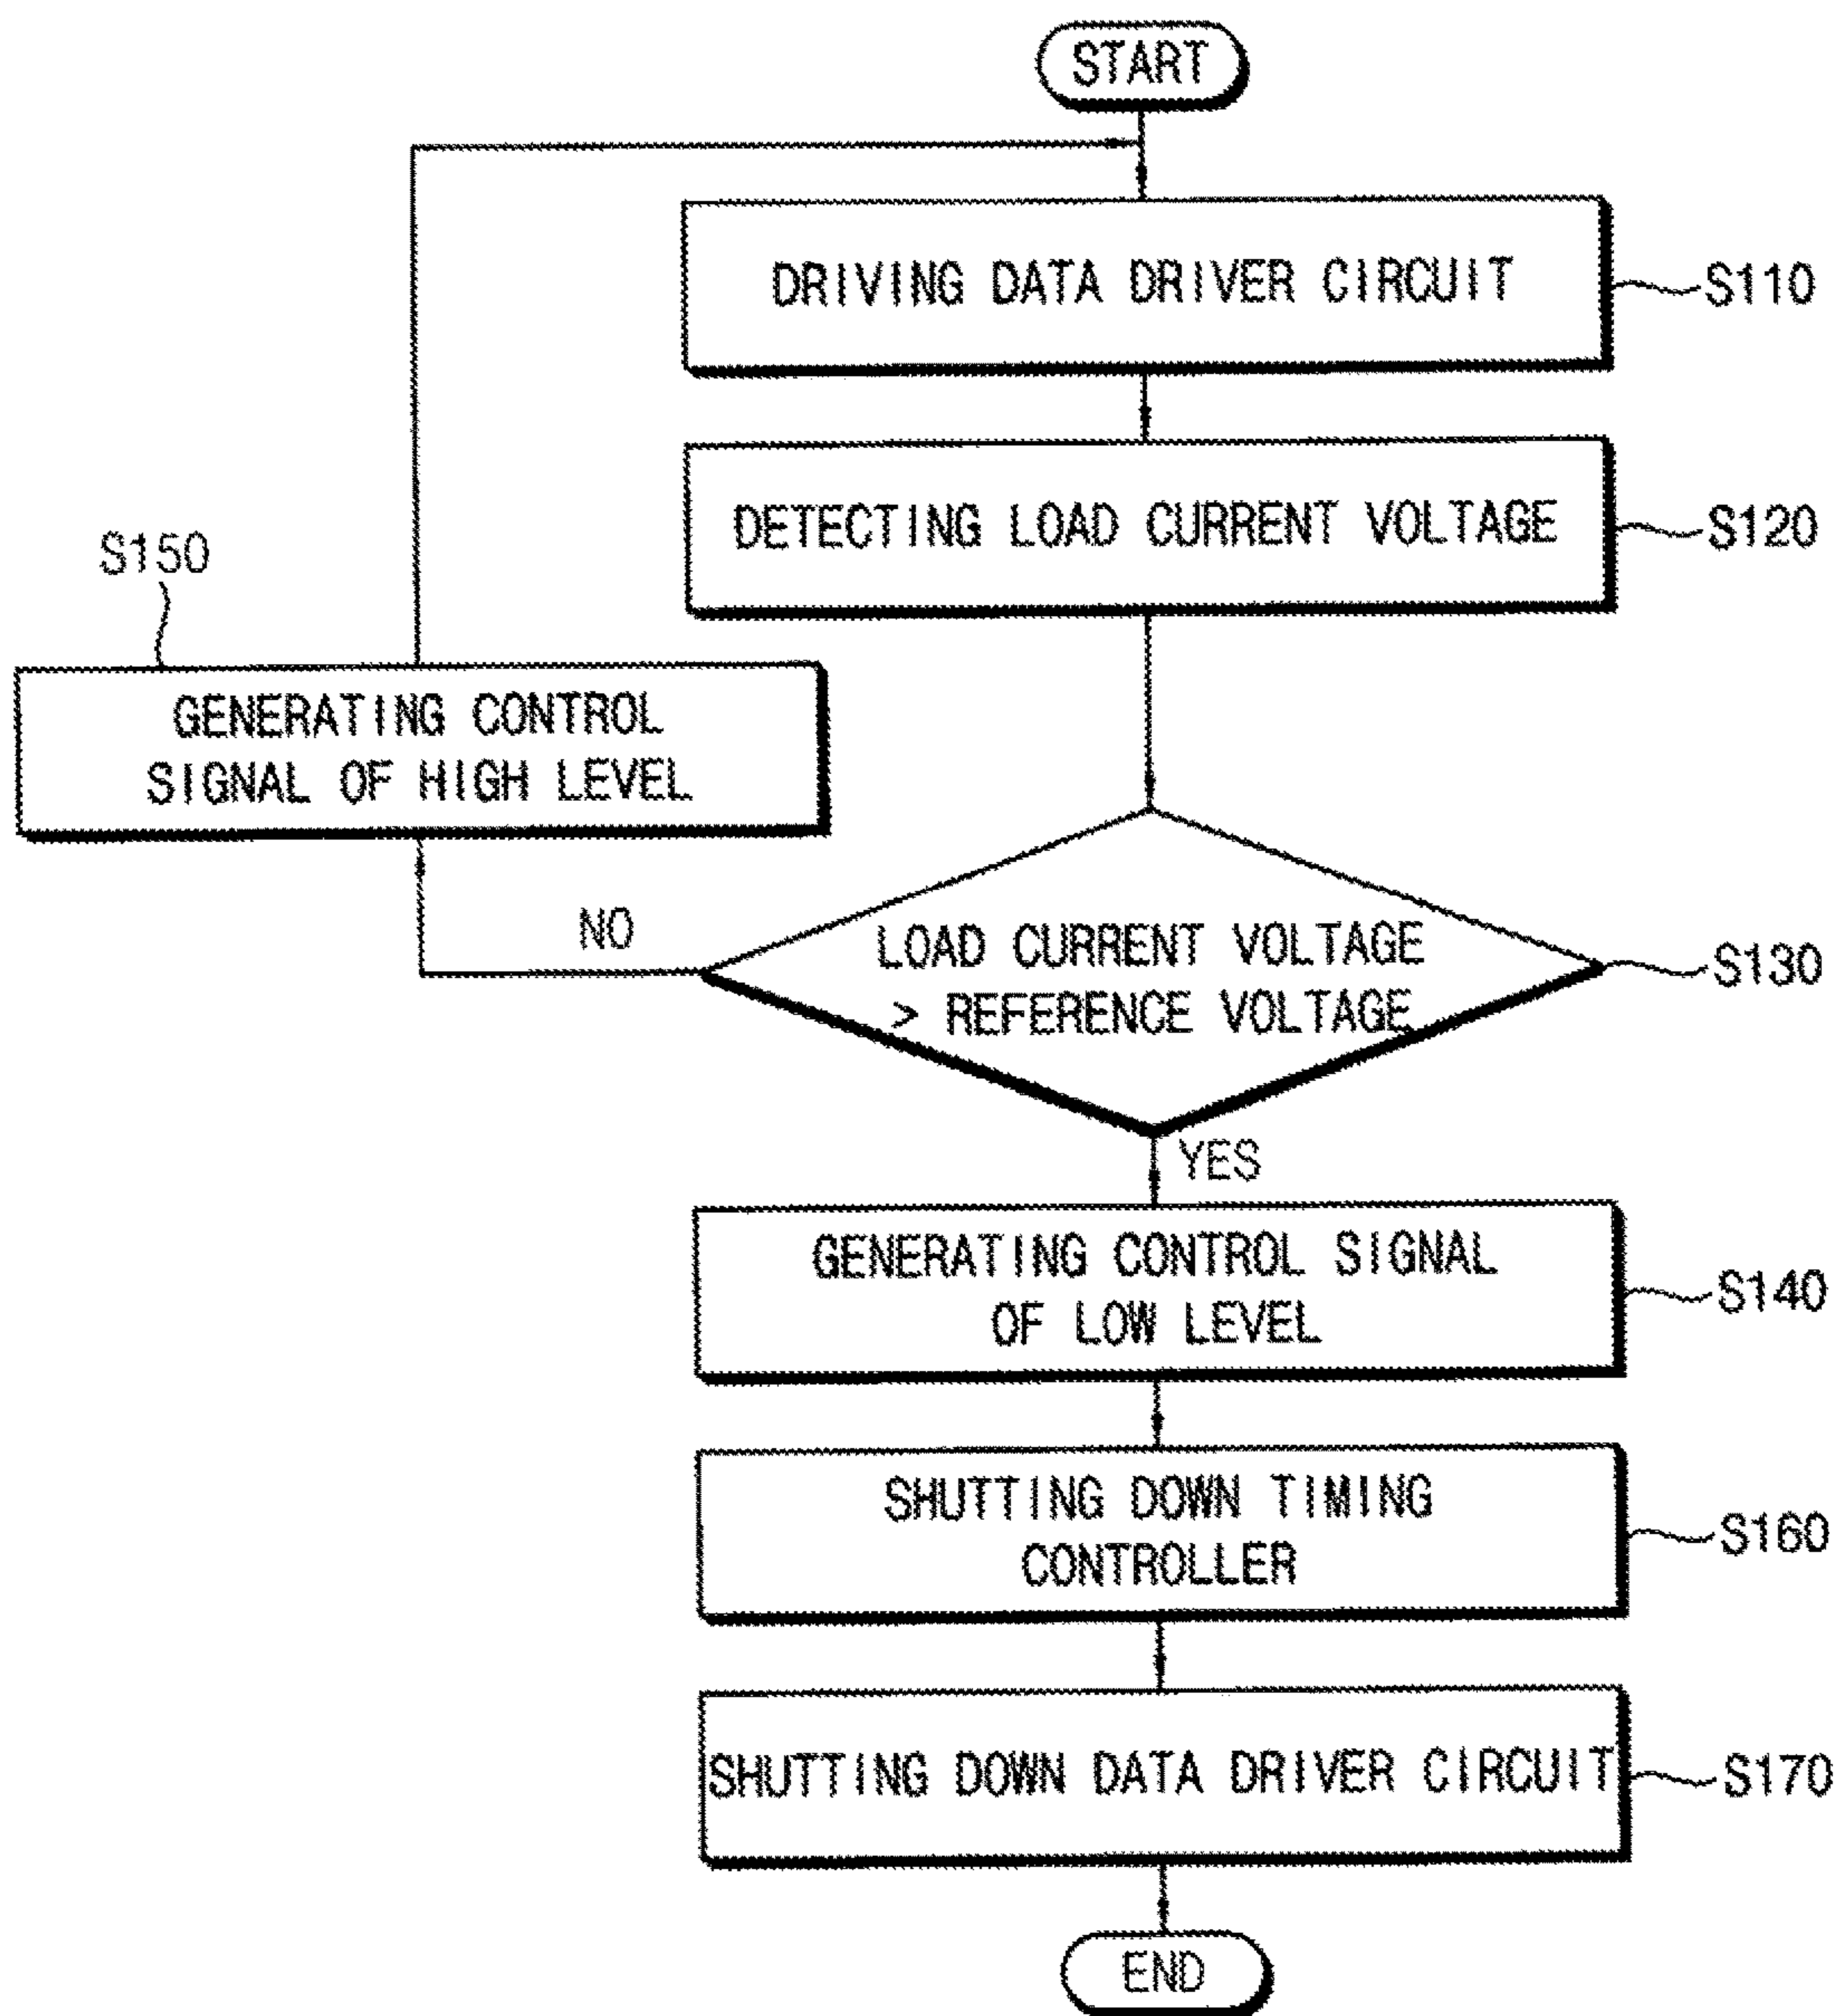 START
DRIVING DATA DRIVER CIRCUIT
S110
DETECTING LOAD CURRENT VOLTAGE
S120
S150
GENERATING CONTROL
SIGNAL OF HIGH LEVEL
NO
LOAD CURRENT VOLTAGE
> REFERENCE VOLTAGE
S130
YES
GENERATING CONTROL SIGNAL
OF LOW LEVEL
S140
SHUTTING DOWN TIMING
CONTROLLER
S160
SHUTTING DOWN DATA DRIVER CIRCUIT
S170
END